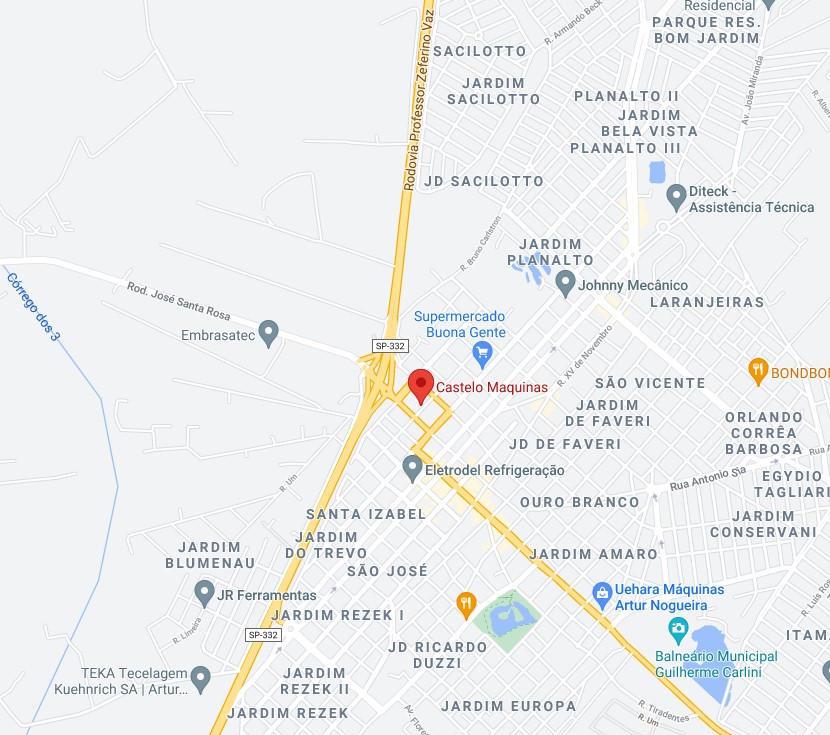 Residencial
PARQUE RES.
BOM JARDIM
R. Armando Beck
SACILOTTO
Rodovia Professor Zeferino Vaz
JARDIM
SACILOTTO
PLANALTO II
JARDIM
BELA VISTA
PLANALTO III
Av. João Miranda
JD SACILOTTO
Diteck -
Assistência Técnica
R. Bruno Carlstron
JARDIM
PLANALTO
Johnny Mecânico
LARANJEIRAS
Córrego dos 3
Rod. José Santa Rosa
Embrasatec
Supermercado
Buona Gente
SP-332
R. XV de Novembro
Castelo Maquinas
SÃO VICENTE
BONDBON
JARDIM
DE FAVERI
ORLANDO
CORRÊA
BARBOSA
JD DE FAVERI
Eletrodel Refrigeração
Rua Antonio Sia
EGYDIO
TAGLIARI
R. Um
OURO BRANCO
SANTA IZABEL
JARDIM
CONSERVANI
JARDIM
DO TREVO
JARDIM
BLUMENAU
JARDIM AMARO
SÃO JOSÉ
JR Ferramentas
Uehara Máquinas
Artur Nogueira
JARDIM REZEK I
R. Limeira
SP-332
ITAM
JD RICARDO
DUZZI
Balneário Municipal
Guilherme Carlini
TEKA Tecelagem
Kuehnrich SA | Artur...
JARDIM
REZEK II
JARDIM REZEK
JARDIM EUROPA
R. Tiradentes
R. Um